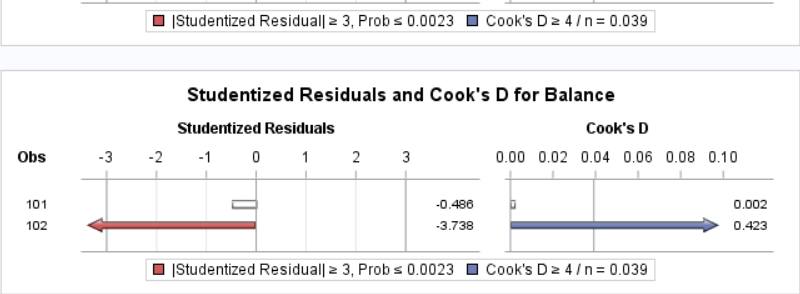 |Studentized Residual| ≥ 3, Prob ≤ 0.0023 Cook's D ≥ 4 / n = 0.039
Studentized Residuals and Cook's D for Balance
Studentized Residuals Cook's D
Obs -3 -2 -1 0 1 2 3 0.00 0.02 0.04 0.06 0.08 0.10
101 -0.486 0.002
102 -3.738 0.423
|Studentized Residual| ≥ 3, Prob ≤ 0.0023 Cook's D ≥ 4 / n = 0.039